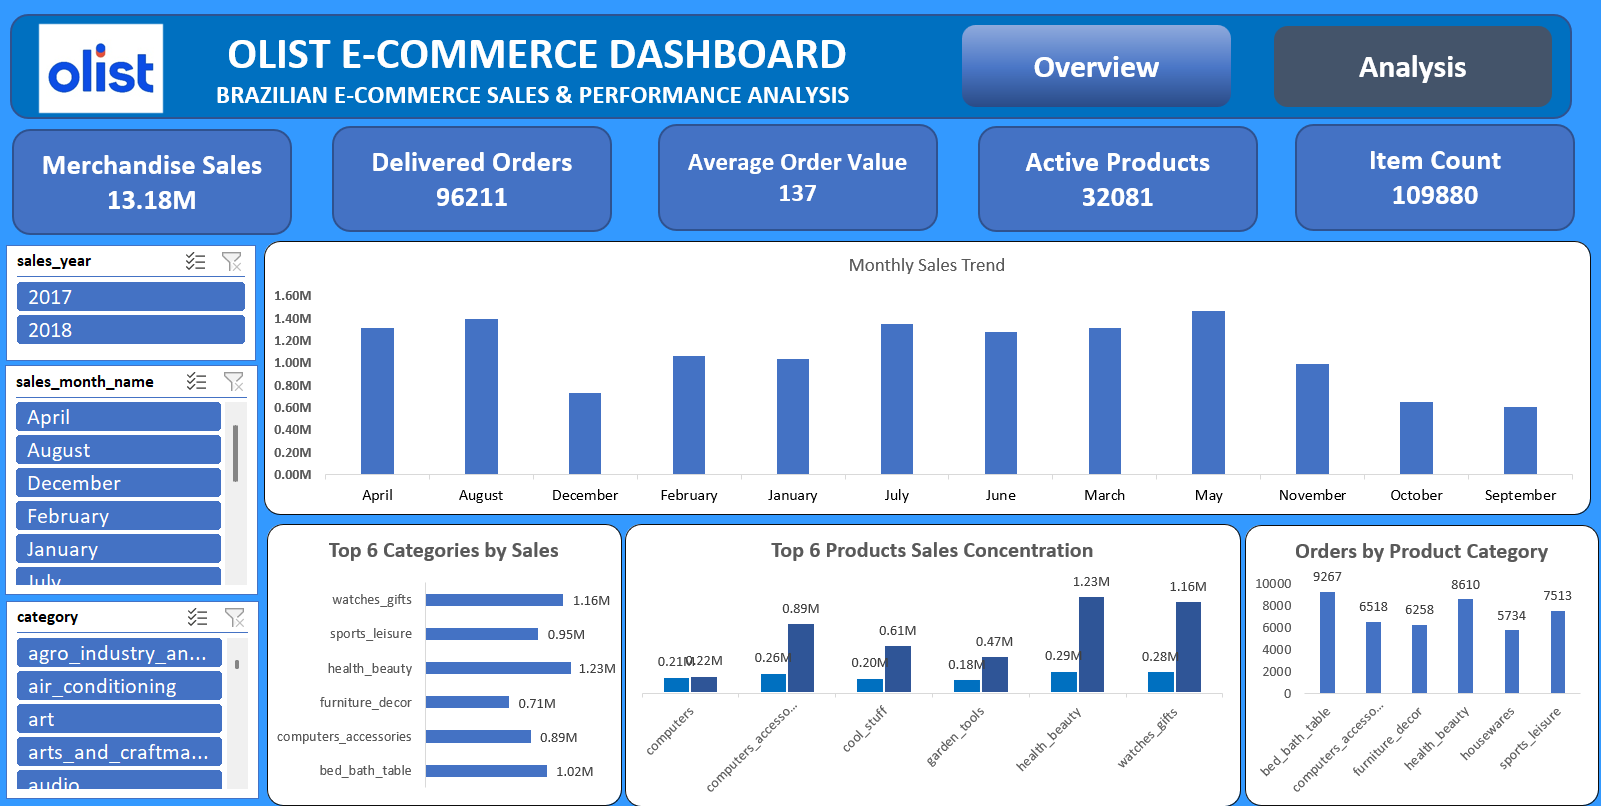 olist
OLIST E-COMMERCE DASHBOARD
BRAZILIAN E-COMMERCE SALES & PERFORMANCE ANALYSIS
Overview
Analysis
Merchandise Sales
13.18M
Delivered Orders
96211
Average Order Value
137
Active Products
32081
Item Count
109880
sales_year
2017
2018
sales_month_name
April
August
December
February
January
July
category
agro_industry_an...
air_conditioning
art
arts_and_craftma...
audio
Monthly Sales Trend
1.60M
1.40M
1.20M
1.00M
0.80M
0.60M
0.40M
0.20M
0.00M
April August December February January July June March May November October September
Top 6 Categories by Sales
watches_gifts 1.16M
sports_leisure 0.95M
health_beauty 1.23M
furniture_decor 0.71M
computers_accessories 0.89M
bed_bath_table 1.02M
Top 6 Products Sales Concentration
0.21M 0.22M 0.26M 0.89M 0.20M 0.61M 0.18M 0.47M 0.29M 1.23M 0.28M 1.16M
computers computers_accesso... cool_stuff garden_tools health_beauty watches_gifts
Orders by Product Category
10000
8000
6000
4000
2000
0
9267 6518 6258 8610 5734 7513
bed_bath_table computers_accesso... furniture_decor health_beauty housewares sports_leisure